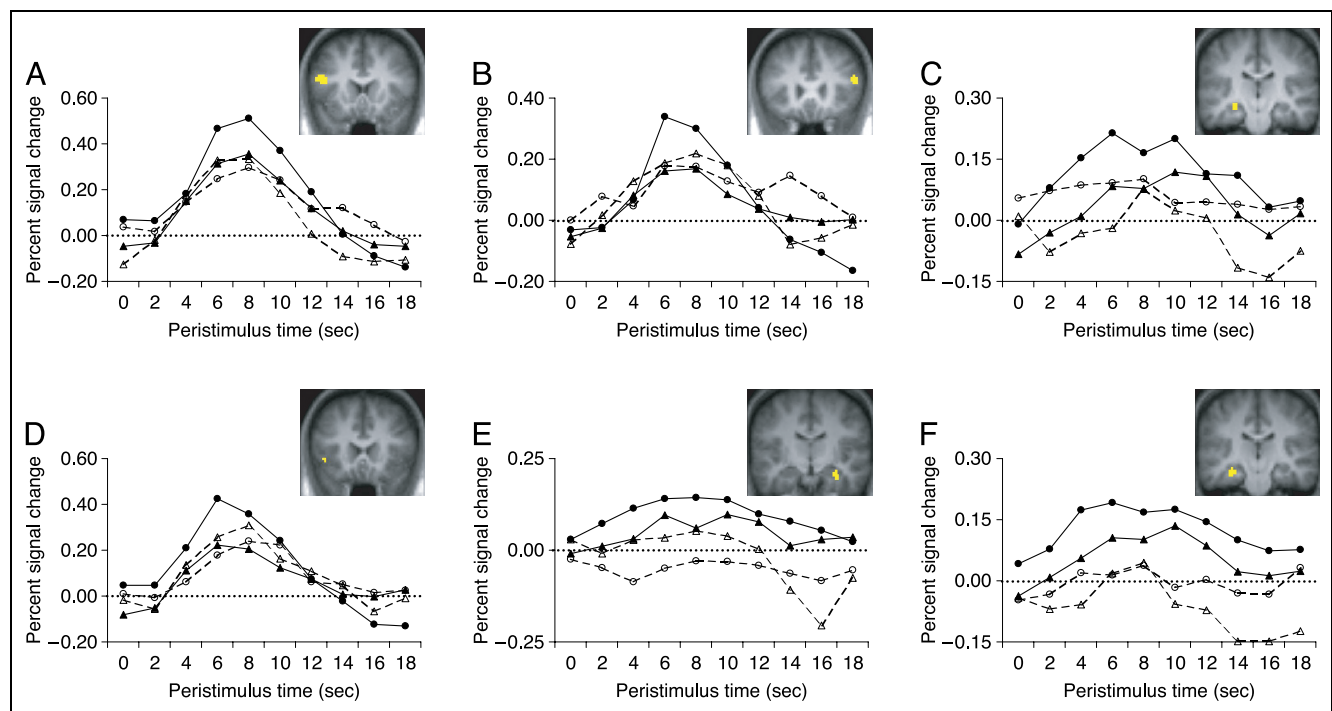 A
Percent signal change
0.60
0.40
0.20
0.00
−0.20
0 2 4 6 8 10 12 14 16 18
Peristimulus time (sec)
B
Percent signal change
0.40
0.20
0.00
−0.20
0 2 4 6 8 10 12 14 16 18
Peristimulus time (sec)
C
Percent signal change
0.30
0.15
0.00
−0.15
0 2 4 6 8 10 12 14 16 18
Peristimulus time (sec)
D
Percent signal change
0.60
0.40
0.20
0.00
−0.20
0 2 4 6 8 10 12 14 16 18
Peristimulus time (sec)
E
Percent signal change
0.25
0.00
−0.25
0 2 4 6 8 10 12 14 16 18
Peristimulus time (sec)
F
Percent signal change
0.30
0.15
0.00
−0.15
0 2 4 6 8 10 12 14 16 18
Peristimulus time (sec)